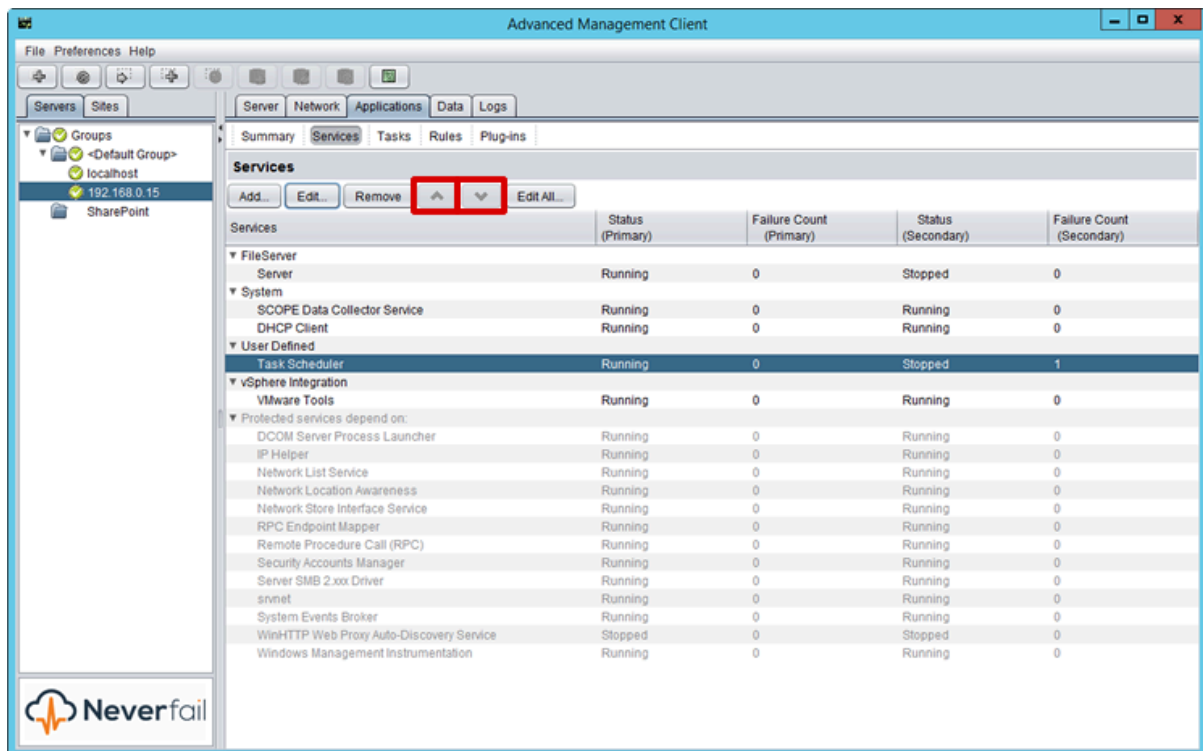 Advanced Management Client
File Preferences Help
Servers Sites
Server Network Applications Data Logs
Groups
<Default Group>
localhost
192.168.0.15
SharePoint
Summary Services Tasks Rules Plug-ins
Services
Add... Edit... Remove Edit All...
Services Status (Primary) Failure Count (Primary) Status (Secondary) Failure Count (Secondary)
FileServer
Server Running 0 Stopped 0
System
SCOPE Data Collector Service Running 0 Running 0
DHCP Client Running 0 Running 0
User Defined
Task Scheduler Running 0 Stopped 1
vSphere Integration
VMware Tools Running 0 Running 0
Protected services depend on:
DCOM Server Process Launcher Running 0 Running 0
IP Helper Running 0 Running 0
Network List Service Running 0 Running 0
Network Location Awareness Running 0 Running 0
Network Store Interface Service Running 0 Running 0
RPC Endpoint Mapper Running 0 Running 0
Remote Procedure Call (RPC) Running 0 Running 0
Security Accounts Manager Running 0 Running 0
Server SMB 2.xxx Driver Running 0 Running 0
srvnet Running 0 Running 0
System Events Broker Running 0 Running 0
WinHTTP Web Proxy Auto-Discovery Service Stopped 0 Stopped 0
Windows Management Instrumentation Running 0 Running 0
Neverfail